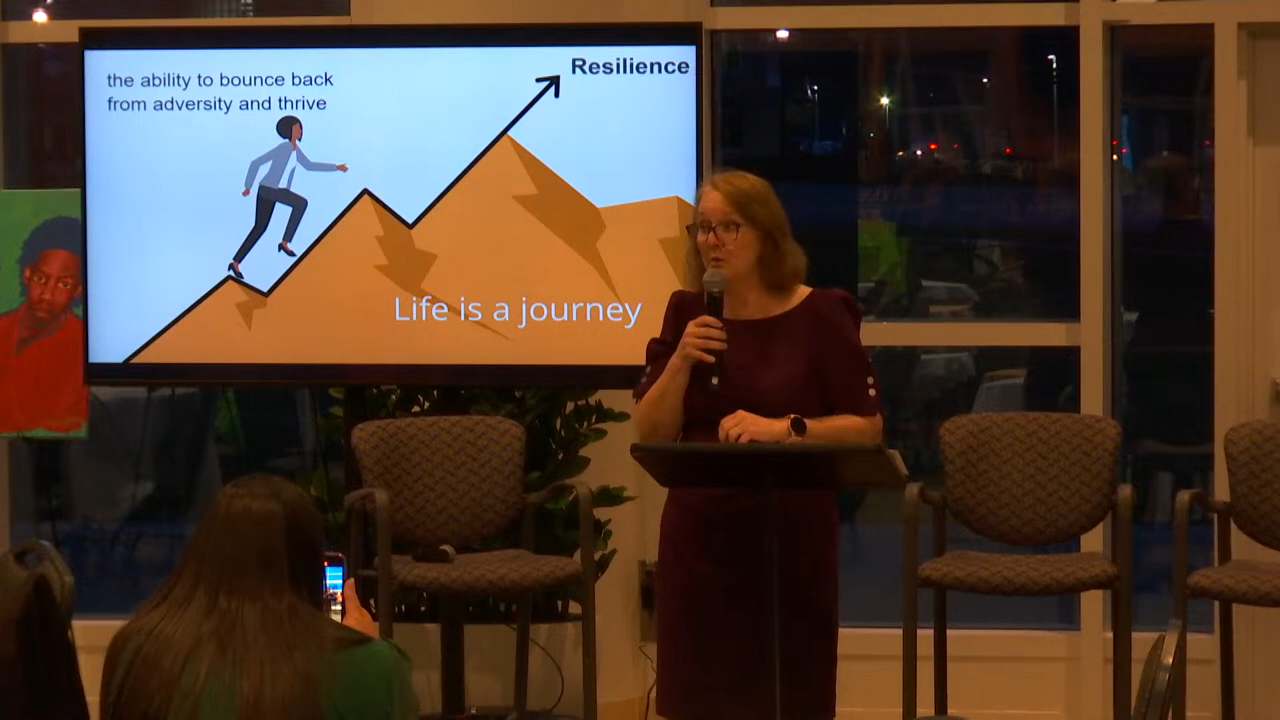 the ability to bounce back
from adversity and thrive
Resilience
Life is a journey